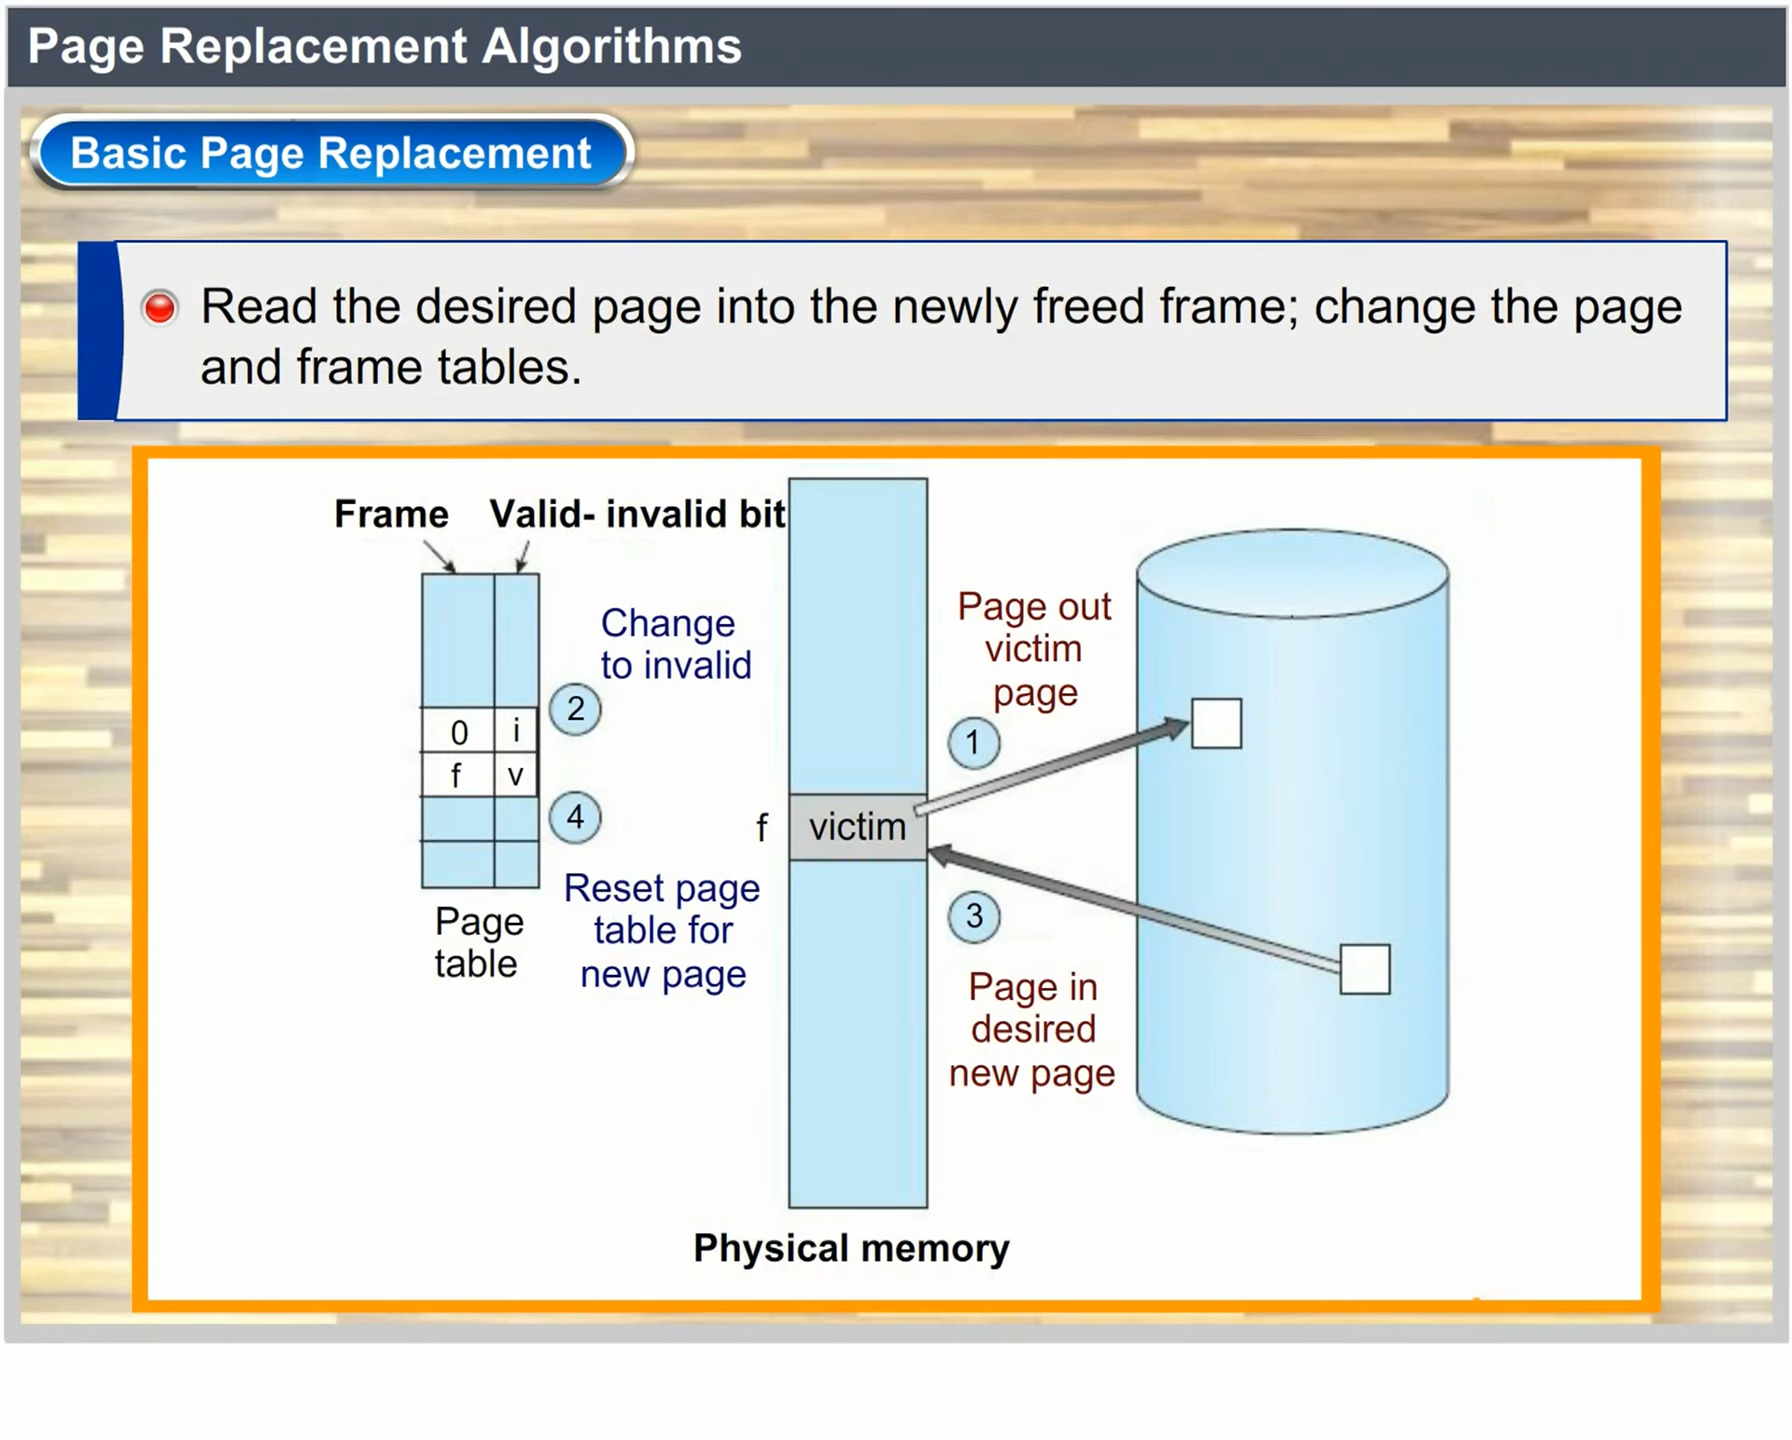 Page Replacement Algorithms
Basic Page Replacement
Read the desired page into the newly freed frame; change the page
and frame tables.
Frame Valid- invalid bit
Change
to invalid
2
0 i
f v
4
Reset page
table for
new page
Page
table
f victim
Page out
victim
page
1
3
Page in
desired
new page
Physical memory